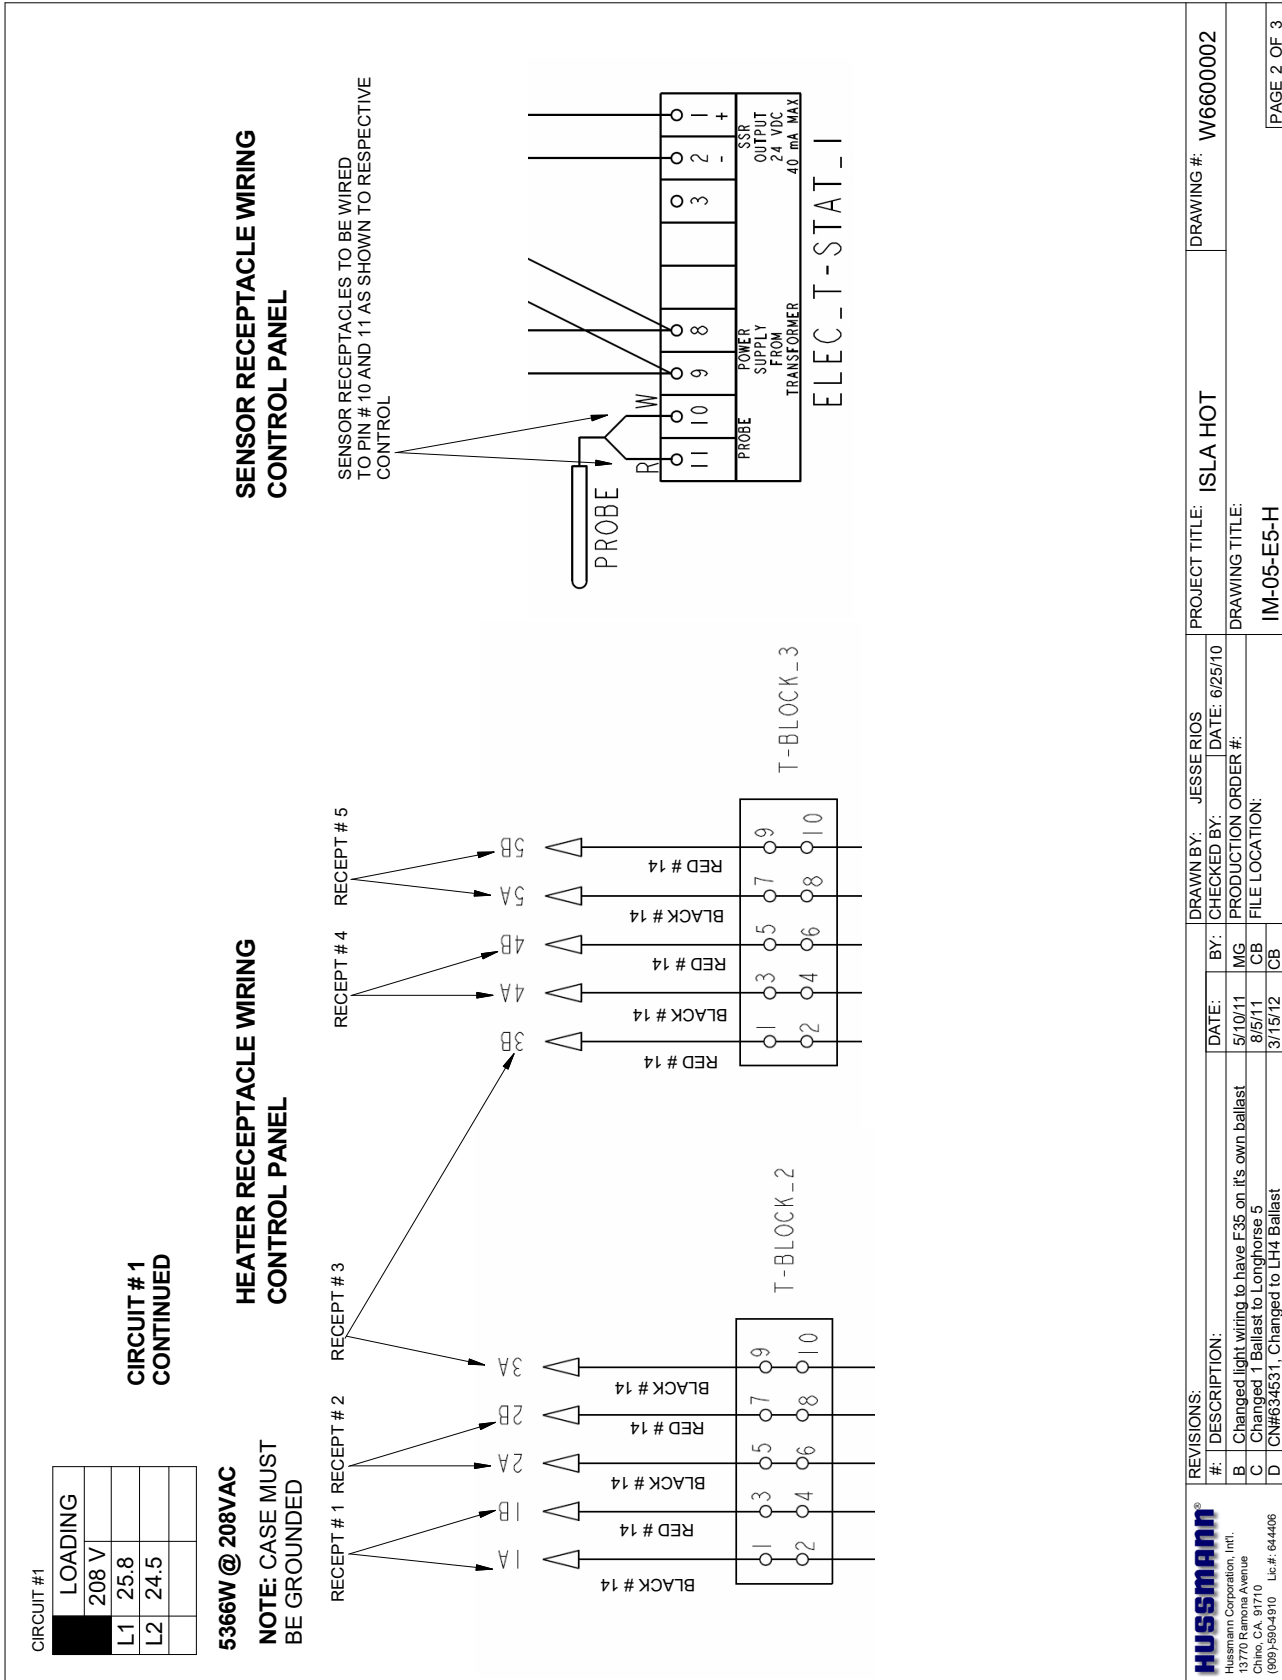 CIRCUIT #1
LOADING
208 V
L1 25.8
L2 24.5
5366W @ 208VAC
NOTE: CASE MUST
BE GROUNDED
CIRCUIT # 1
CONTINUED
HEATER RECEPTACLE WIRING
CONTROL PANEL
RECEPT # 1
RECEPT # 2
RECEPT # 3
RECEPT # 4
RECEPT # 5
1A
1B
2A
2B
3A
3B
4A
4B
5A
5B
BLACK # 14
RED # 14
BLACK # 14
RED # 14
BLACK # 14
RED # 14
BLACK # 14
RED # 14
BLACK # 14
RED # 14
1 3 5 7 9
2 4 6 8 10
T-BLOCK_2
1 3 5 7 9
2 4 6 8 10
T-BLOCK_3
SENSOR RECEPTACLE WIRING
CONTROL PANEL
SENSOR RECEPTACLES TO BE WIRED
TO PIN # 10 AND 11 AS SHOWN TO RESPECTIVE
CONTROL
PROBE
R W
11 10 9 8 3 2 1
- +
PROBE
POWER
SUPPLY
FROM
TRANSFORMER
SSR
OUTPUT
24 VDC
40 mA MAX
ELEC_T-STAT_1
HUSSMANN®
Hussmann Corporation, Int'l.
13770 Ramona Avenue
Chino, CA. 91710
(909)-590-4910 Lic.#: 644406
REVISIONS:
#: DESCRIPTION: DATE: BY:
B Changed light wiring to have F35 on it's own ballast 5/10/11 MG
C Changed 1 Ballast to Longhorse 5 8/5/11 CB
D CN#634531, Changed to LH4 Ballast 3/15/12 CB
DRAWN BY: JESSE RIOS
CHECKED BY: DATE: 6/25/10
PRODUCTION ORDER #:
FILE LOCATION:
PROJECT TITLE:
ISLA HOT
DRAWING TITLE:
IM-05-E5-H
DRAWING #: W6600002
PAGE 2 OF 3